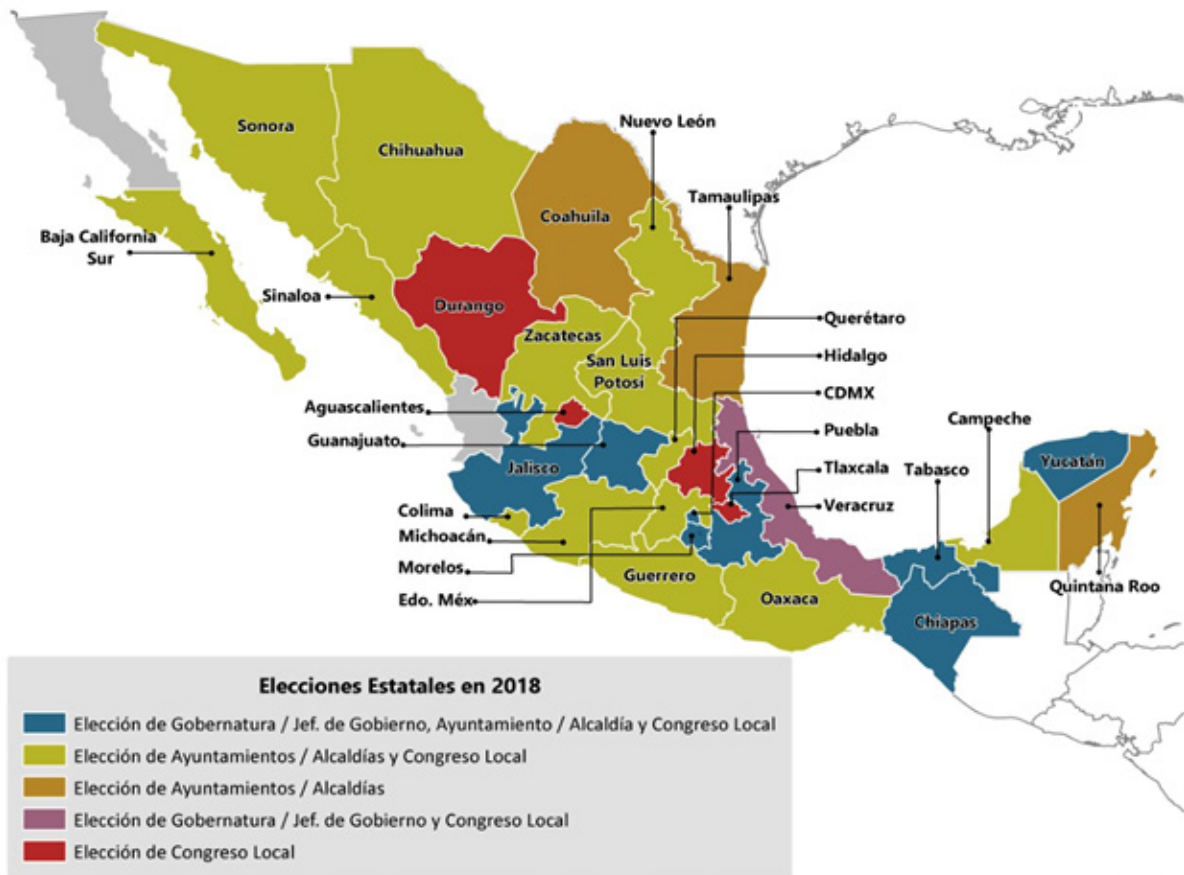 Nuevo León
Sonora
Chihuahua
Tamaulipas
Coahuila
Baja California
Sur
Sinaloa
Durango
Querétaro
Zacatecas
San Luis
Potosí
Hidalgo
CDMX
Aguascalientes
Campeche
Guanajuato
Puebla
Jalisco
Tlaxcala
Tabasco
Yucatán
Colima
Veracruz
Michoacán
Morelos
Guerrero
Quintana Roo
Edo. Méx
Oaxaca
Chiapas
Elecciones Estatales en 2018
Elección de Gobernatura / Jef. de Gobierno, Ayuntamiento / Alcaldía y Congreso Local
Elección de Ayuntamientos / Alcaldías y Congreso Local
Elección de Ayuntamientos / Alcaldías
Elección de Gobernatura / Jef. de Gobierno y Congreso Local
Elección de Congreso Local